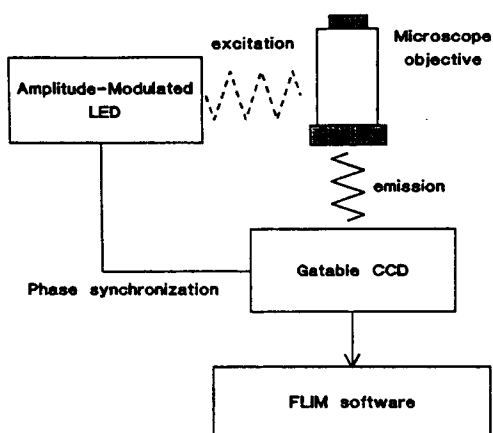 excitation
Microscope
objective
Amplitude-Modulated
LED
emission
Gatable CCD
Phase synchronization
FLIM software